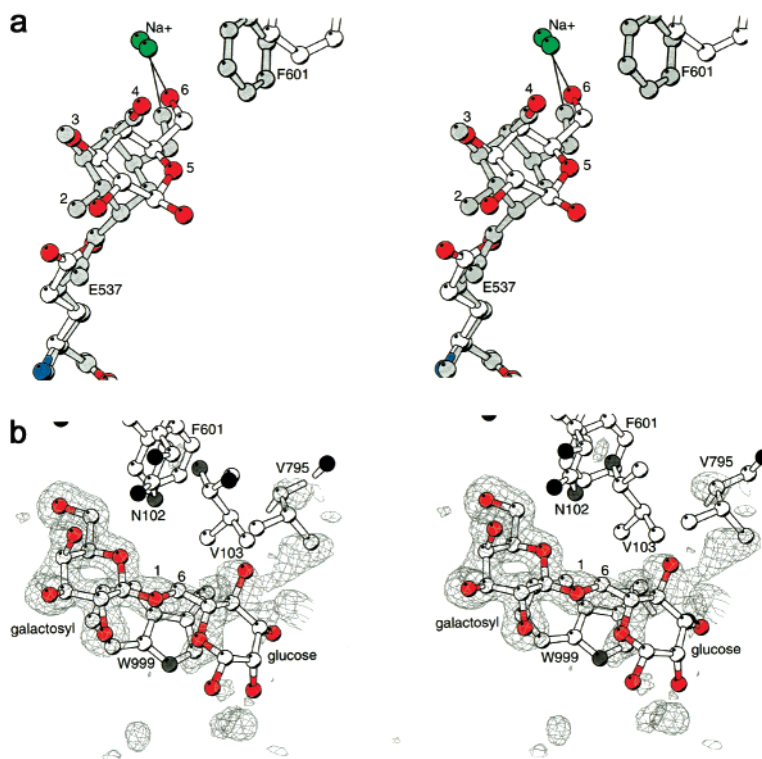 a
Na+
F601
6
4
3
5
2
E537
Na+
F601
6
4
3
5
2
E537
b
F601
V795
N102
V103
1 6
galactosyl
W999
glucose
F601
V795
N102
V103
1 6
galactosyl
W999
glucose